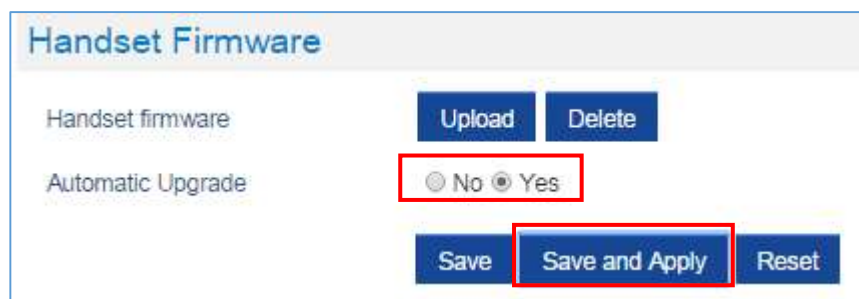 Handset Firmware
Handset firmware Upload Delete
Automatic Upgrade No Yes
Save Save and Apply Reset